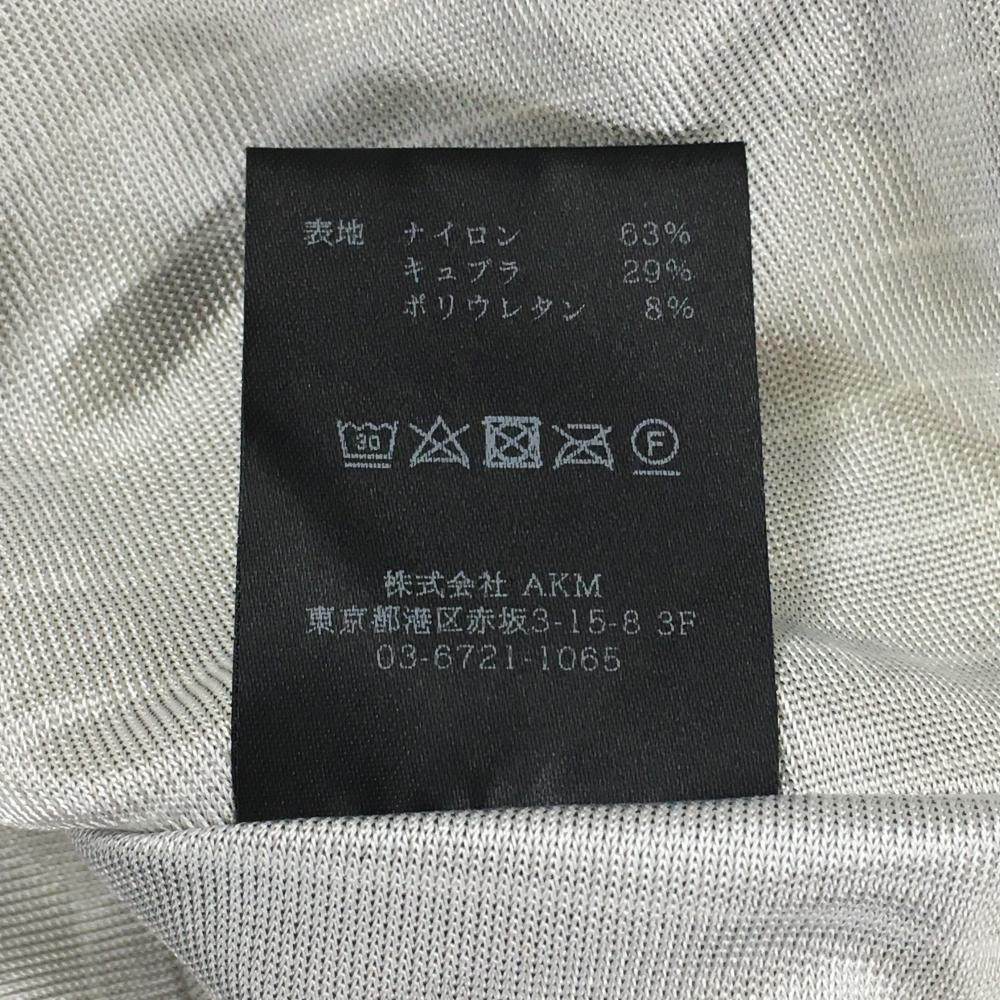 表地 ナイロン 63%
キュプラ 29%
ポリウレタン 8%
30 F
株式会社 AKM
東京都港区赤坂3-15-8 3F
03-6721-1065